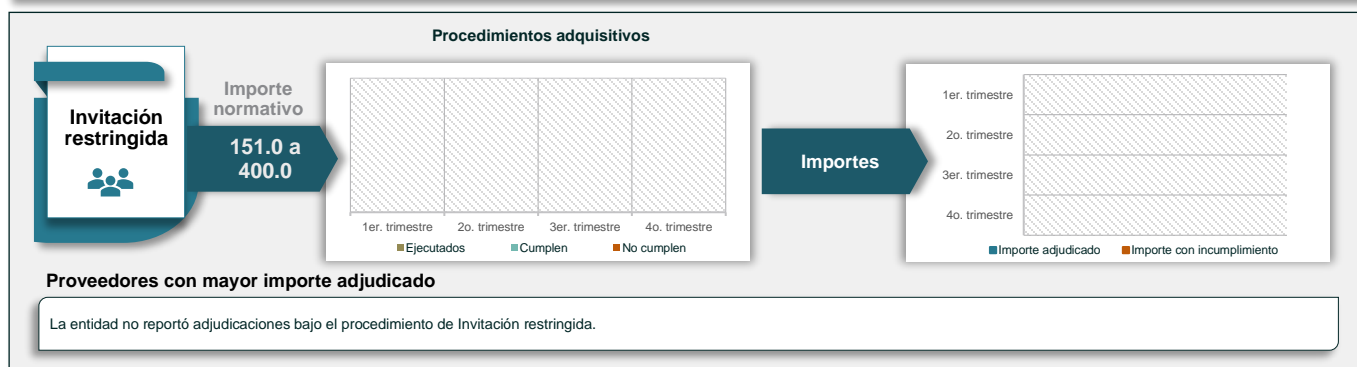 Procedimientos adquisitivos
Invitación
restringida
Importe
normativo
151.0 a
400.0
1er. trimestre 2o. trimestre 3er. trimestre 4o. trimestre
Ejecutados Cumplen No cumplen
Importes
1er. trimestre
2o. trimestre
3er. trimestre
4o. trimestre
Importe adjudicado Importe con incumplimiento
Proveedores con mayor importe adjudicado
La entidad no reportó adjudicaciones bajo el procedimiento de Invitación restringida.